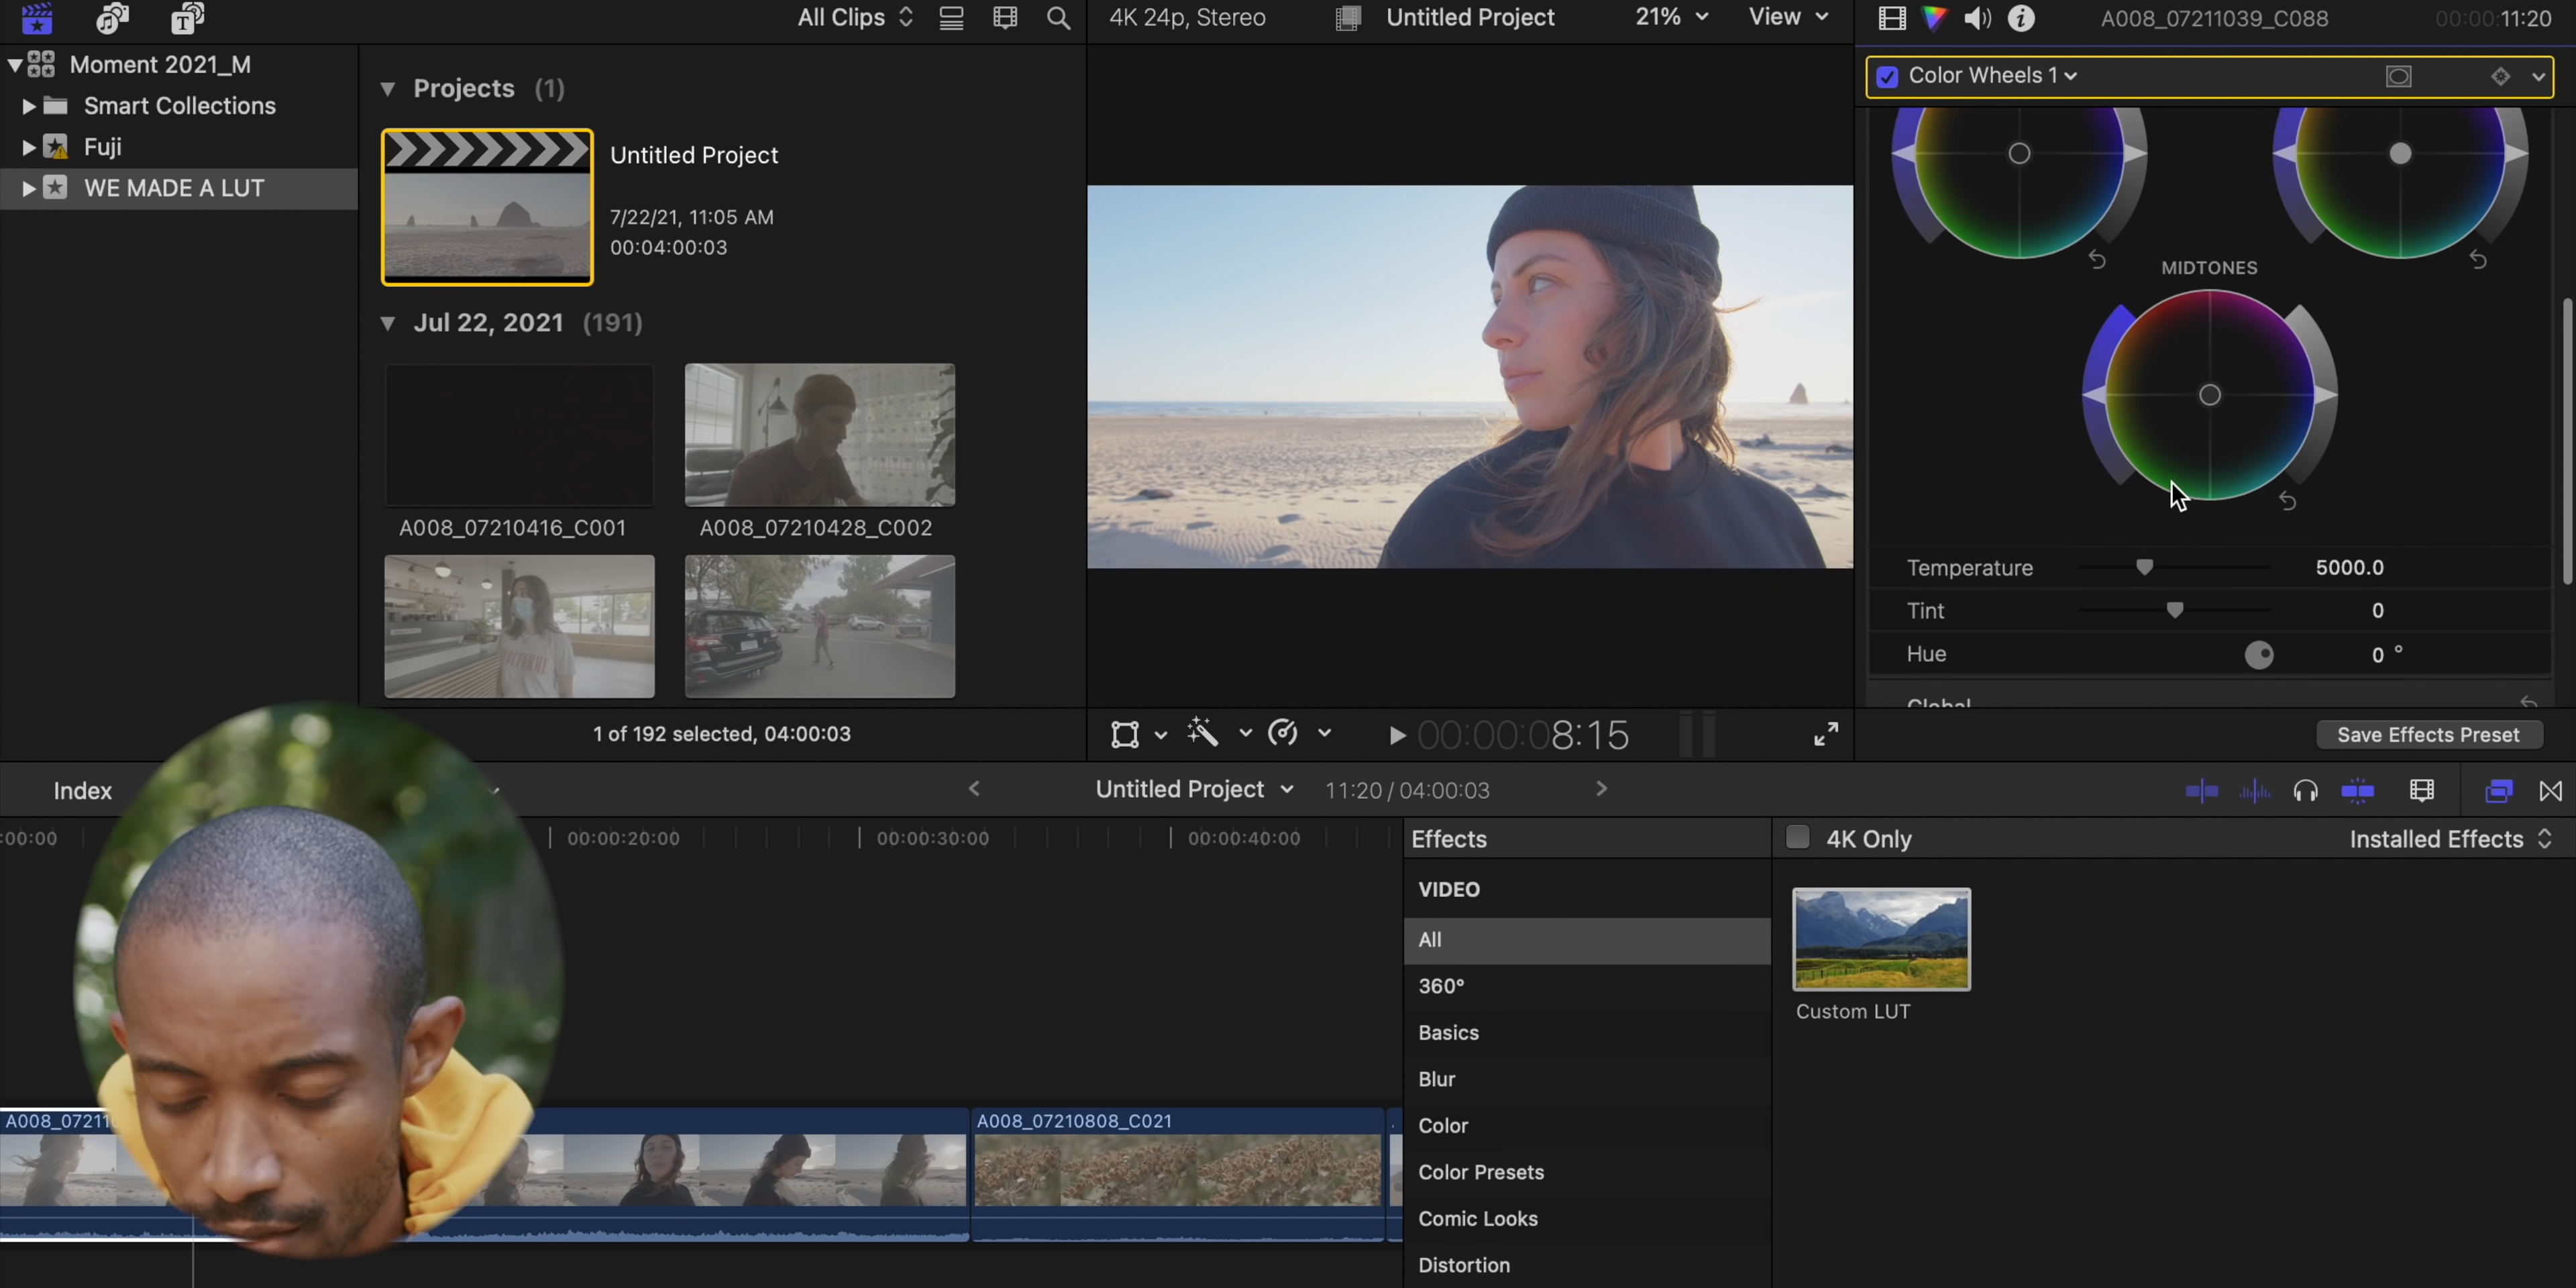 All Clips
4K 24p, Stereo
Untitled Project
21%
View
A008_07211039_C088
00:00:11:20
Moment 2021_M
Smart Collections
Fuji
WE MADE A LUT
Projects (1)
Untitled Project
7/22/21, 11:05 AM
00:04:00:03
Jul 22, 2021 (191)
A008_07210416_C001
A008_07210428_C002
1 of 192 selected, 04:00:03
00:00:08:15
Color Wheels 1
MIDTONES
Temperature 5000.0
Tint 0
Hue 0 °
Global
Save Effects Preset
Index
Untitled Project
11:20 / 04:00:03
:00:00
00:00:20:00
00:00:30:00
00:00:40:00
A008_07211
A008_07210808_C021
Effects
VIDEO
All
360°
Basics
Blur
Color
Color Presets
Comic Looks
Distortion
4K Only
Installed Effects
Custom LUT